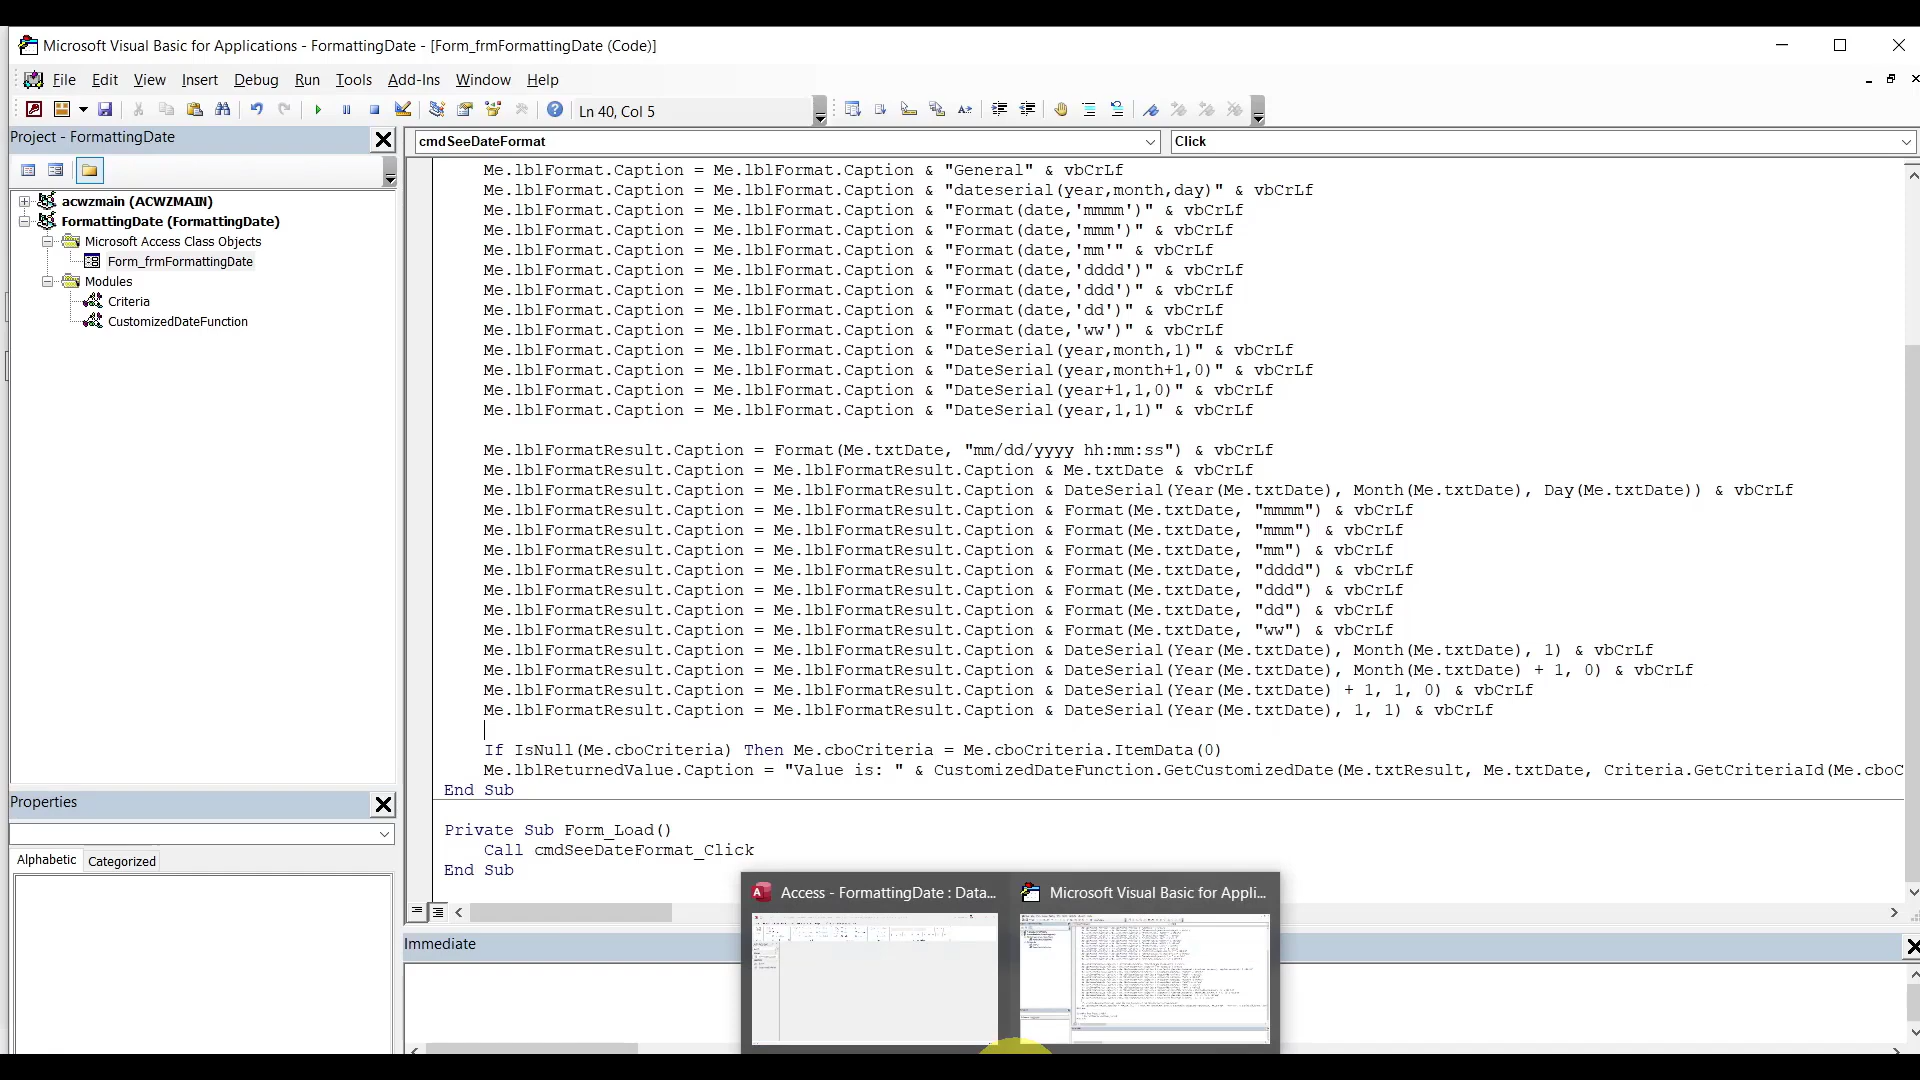 Microsoft Visual Basic for Applications - FormattingDate - [Form_frmFormattingDate (Code)]
File Edit View Insert Debug Run Tools Add-Ins Window Help
Ln 40, Col 5
Project - FormattingDate
acwzmain (ACWZMAIN)
FormattingDate (FormattingDate)
Microsoft Access Class Objects
Form_frmFormattingDate
Modules
Criteria
CustomizedDateFunction
Properties
Alphabetic Categorized
cmdSeeDateFormat Click
Me.lblFormat.Caption = Me.lblFormat.Caption & "General" & vbCrLf
Me.lblFormat.Caption = Me.lblFormat.Caption & "dateserial(year,month,day)" & vbCrLf
Me.lblFormat.Caption = Me.lblFormat.Caption & "Format(date,'mmmm')" & vbCrLf
Me.lblFormat.Caption = Me.lblFormat.Caption & "Format(date,'mmm')" & vbCrLf
Me.lblFormat.Caption = Me.lblFormat.Caption & "Format(date,'mm'" & vbCrLf
Me.lblFormat.Caption = Me.lblFormat.Caption & "Format(date,'dddd')" & vbCrLf
Me.lblFormat.Caption = Me.lblFormat.Caption & "Format(date,'ddd')" & vbCrLf
Me.lblFormat.Caption = Me.lblFormat.Caption & "Format(date,'dd')" & vbCrLf
Me.lblFormat.Caption = Me.lblFormat.Caption & "Format(date,'ww')" & vbCrLf
Me.lblFormat.Caption = Me.lblFormat.Caption & "DateSerial(year,month,1)" & vbCrLf
Me.lblFormat.Caption = Me.lblFormat.Caption & "DateSerial(year,month+1,0)" & vbCrLf
Me.lblFormat.Caption = Me.lblFormat.Caption & "DateSerial(year+1,1,0)" & vbCrLf
Me.lblFormat.Caption = Me.lblFormat.Caption & "DateSerial(year,1,1)" & vbCrLf
Me.lblFormatResult.Caption = Format(Me.txtDate, "mm/dd/yyyy hh:mm:ss") & vbCrLf
Me.lblFormatResult.Caption = Me.lblFormatResult.Caption & Me.txtDate & vbCrLf
Me.lblFormatResult.Caption = Me.lblFormatResult.Caption & DateSerial(Year(Me.txtDate), Month(Me.txtDate), Day(Me.txtDate)) & vbCrLf
Me.lblFormatResult.Caption = Me.lblFormatResult.Caption & Format(Me.txtDate, "mmmm") & vbCrLf
Me.lblFormatResult.Caption = Me.lblFormatResult.Caption & Format(Me.txtDate, "mmm") & vbCrLf
Me.lblFormatResult.Caption = Me.lblFormatResult.Caption & Format(Me.txtDate, "mm") & vbCrLf
Me.lblFormatResult.Caption = Me.lblFormatResult.Caption & Format(Me.txtDate, "dddd") & vbCrLf
Me.lblFormatResult.Caption = Me.lblFormatResult.Caption & Format(Me.txtDate, "ddd") & vbCrLf
Me.lblFormatResult.Caption = Me.lblFormatResult.Caption & Format(Me.txtDate, "dd") & vbCrLf
Me.lblFormatResult.Caption = Me.lblFormatResult.Caption & Format(Me.txtDate, "ww") & vbCrLf
Me.lblFormatResult.Caption = Me.lblFormatResult.Caption & DateSerial(Year(Me.txtDate), Month(Me.txtDate), 1) & vbCrLf
Me.lblFormatResult.Caption = Me.lblFormatResult.Caption & DateSerial(Year(Me.txtDate), Month(Me.txtDate) + 1, 0) & vbCrLf
Me.lblFormatResult.Caption = Me.lblFormatResult.Caption & DateSerial(Year(Me.txtDate) + 1, 1, 0) & vbCrLf
Me.lblFormatResult.Caption = Me.lblFormatResult.Caption & DateSerial(Year(Me.txtDate), 1, 1) & vbCrLf
If IsNull(Me.cboCriteria) Then Me.cboCriteria = Me.cboCriteria.ItemData(0)
Me.lblReturnedValue.Caption = "Value is: " & CustomizedDateFunction.GetCustomizedDate(Me.txtResult, Me.txtDate, Criteria.GetCriteriaId(Me.cboC
End Sub
Private Sub Form_Load()
Call cmdSeeDateFormat_Click
End Sub
Immediate
Access - FormattingDate : Data... Microsoft Visual Basic for Appli...